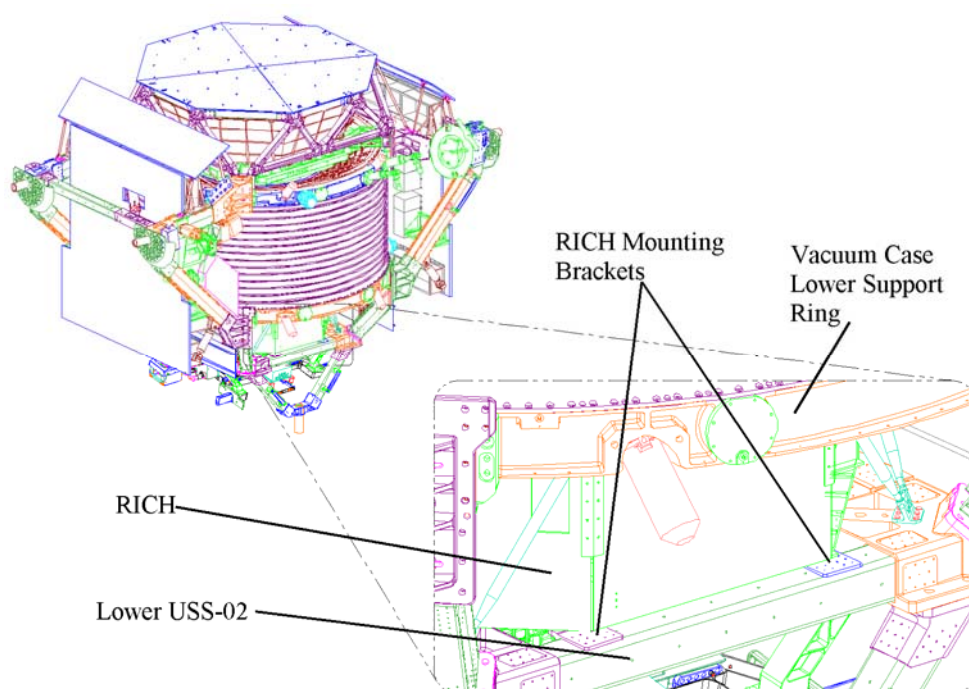 RICH Mounting
Brackets
Vacuum Case
Lower Support
Ring
RICH
Lower USS-02